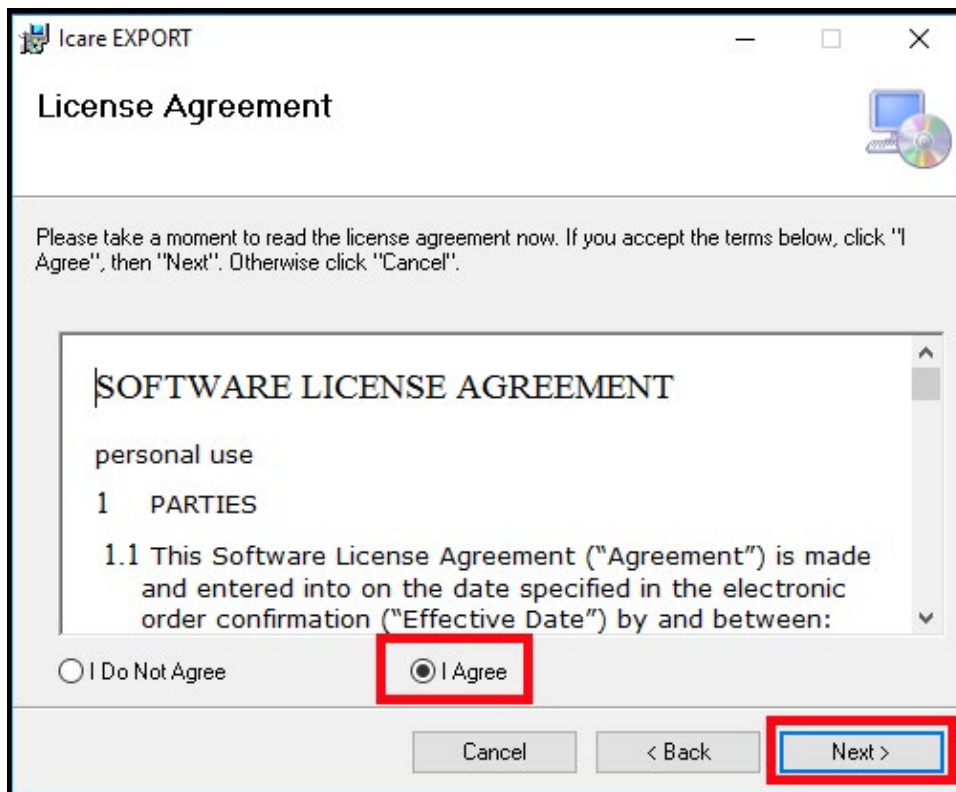 Icare EXPORT
License Agreement
Please take a moment to read the license agreement now. If you accept the terms below, click "I
Agree", then "Next". Otherwise click "Cancel".
SOFTWARE LICENSE AGREEMENT
personal use
1 PARTIES
1.1 This Software License Agreement (“Agreement”) is made
and entered into on the date specified in the electronic
order confirmation (“Effective Date”) by and between:
I Do Not Agree I Agree
Cancel < Back Next >